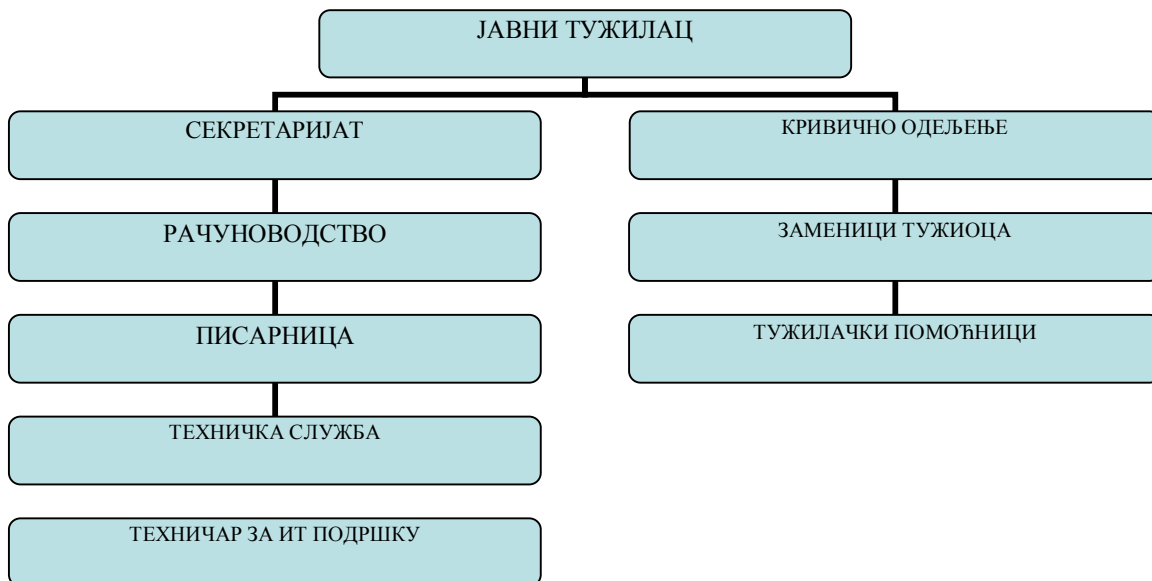 ЈАВНИ ТУЖИЛАЦ
СЕКРЕТАРИЈАТ
РАЧУНОВОДСТВО
ПИСАРНИЦА
ТЕХНИЧКА СЛУЖБА
ТЕХНИЧАР ЗА ИТ ПОДРШКУ
КРИВИЧНО ОДЕЉЕЊЕ
ЗАМЕНИЦИ ТУЖИОЦА
ТУЖИЛАЧКИ ПОМОЋНИЦИ